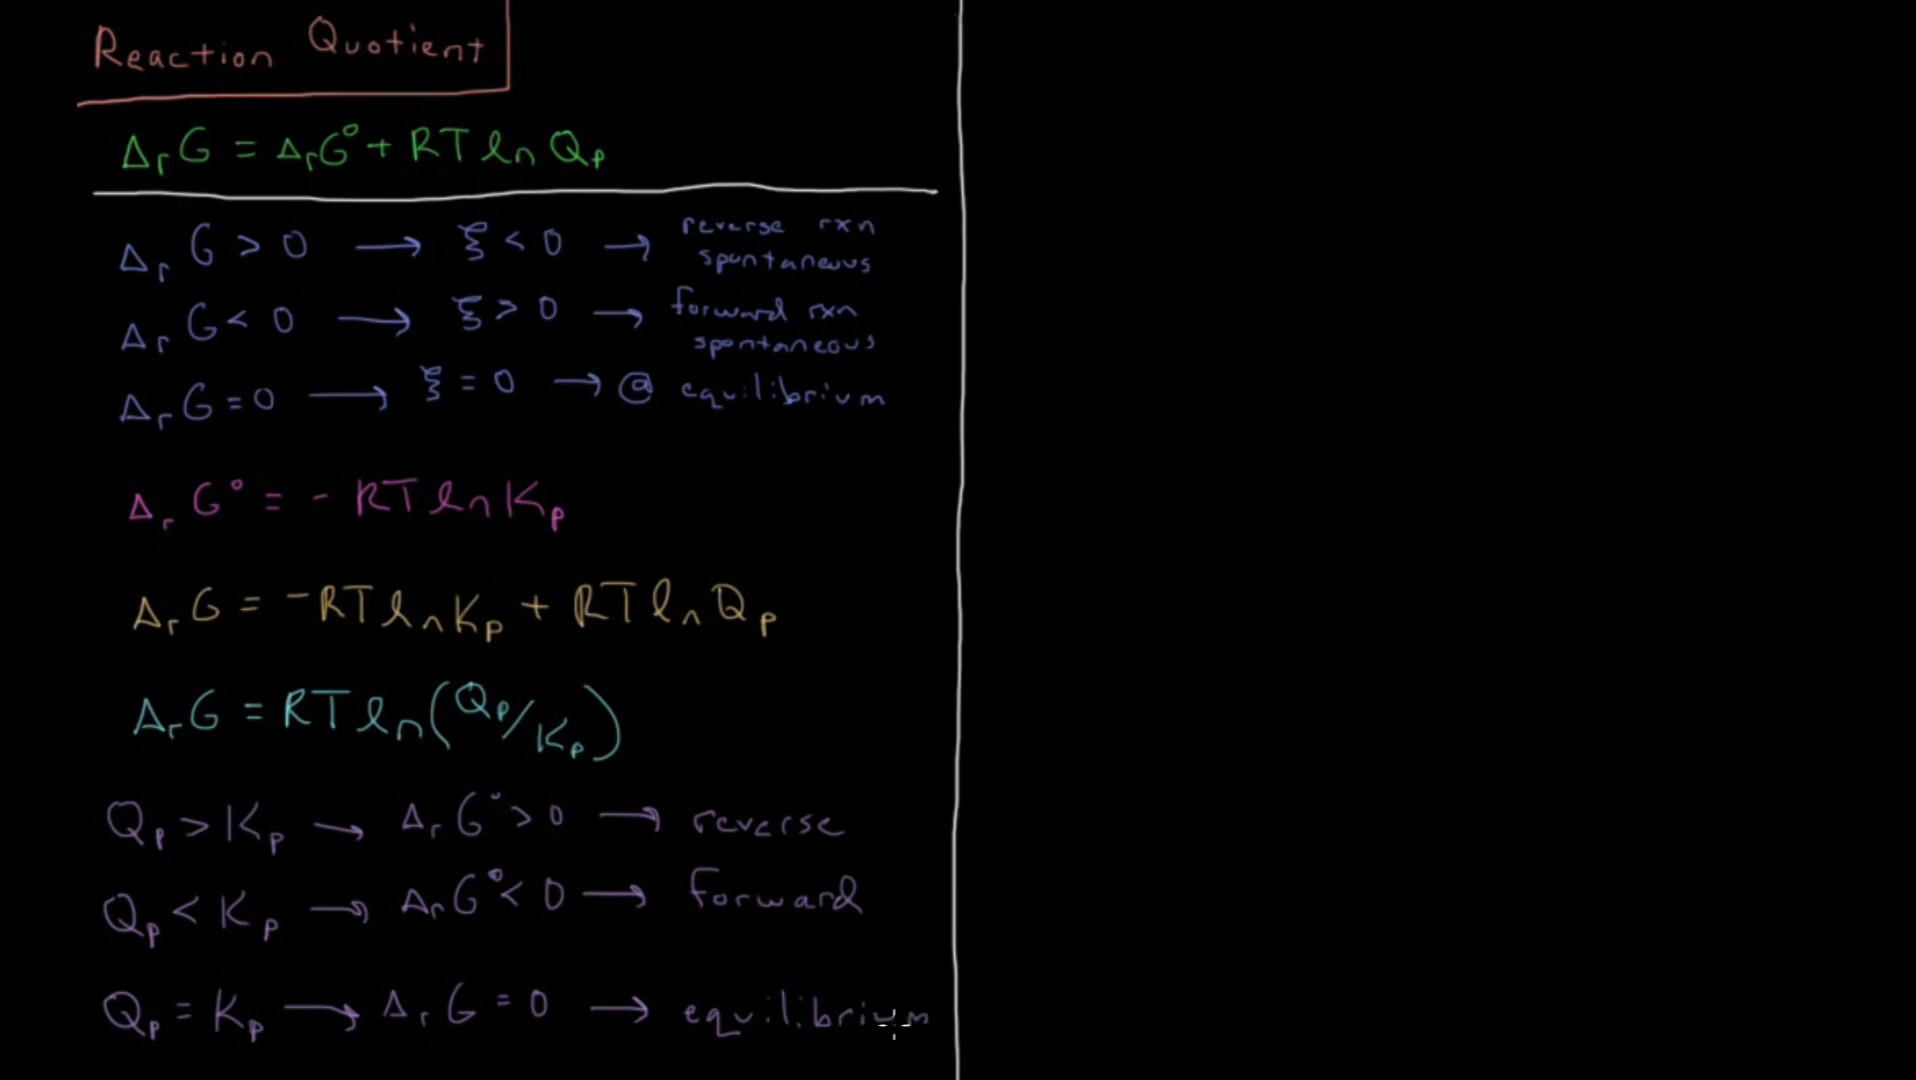 Reaction Quotient
ΔrG = ΔrG° + RT ln Qp
ΔrG > 0 → ξ < 0 → reverse rxn
spontaneous
ΔrG < 0 → ξ > 0 → forward rxn
spontaneous
ΔrG = 0 → ξ = 0 → @ equilibrium
ΔrG° = - RT ln Kp
ΔrG = -RT ln Kp + RT ln Qp
ΔrG = RT ln(Qp/Kp)
Qp > Kp → ΔrG° > 0 → reverse
Qp < Kp → ΔrG° < 0 → forward
Qp = Kp → ΔrG = 0 → equilibrium